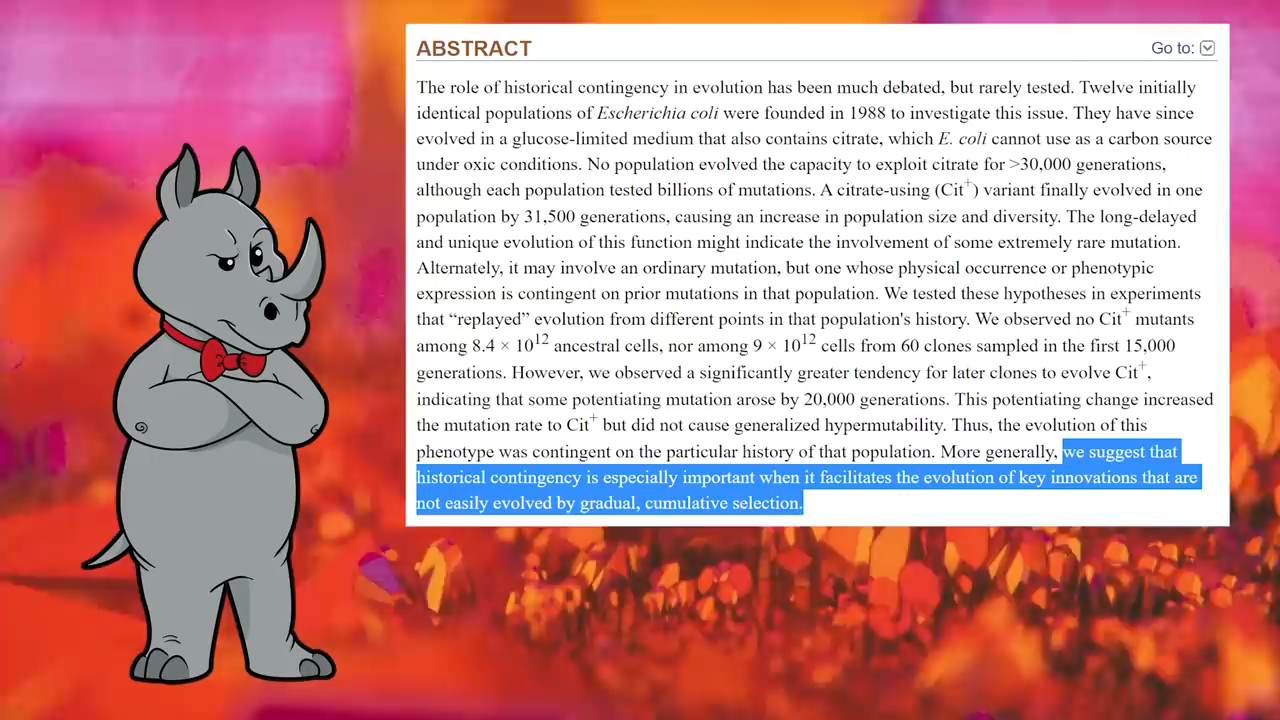 ABSTRACT
Go to:
The role of historical contingency in evolution has been much debated, but rarely tested. Twelve initially
identical populations of Escherichia coli were founded in 1988 to investigate this issue. They have since
evolved in a glucose-limited medium that also contains citrate, which E. coli cannot use as a carbon source
under oxic conditions. No population evolved the capacity to exploit citrate for >30,000 generations,
although each population tested billions of mutations. A citrate-using (Cit⁺) variant finally evolved in one
population by 31,500 generations, causing an increase in population size and diversity. The long-delayed
and unique evolution of this function might indicate the involvement of some extremely rare mutation.
Alternately, it may involve an ordinary mutation, but one whose physical occurrence or phenotypic
expression is contingent on prior mutations in that population. We tested these hypotheses in experiments
that “replayed” evolution from different points in that population's history. We observed no Cit⁺ mutants
among 8.4 × 10¹² ancestral cells, nor among 9 × 10¹² cells from 60 clones sampled in the first 15,000
generations. However, we observed a significantly greater tendency for later clones to evolve Cit⁺,
indicating that some potentiating mutation arose by 20,000 generations. This potentiating change increased
the mutation rate to Cit⁺ but did not cause generalized hypermutability. Thus, the evolution of this
phenotype was contingent on the particular history of that population. More generally, we suggest that
historical contingency is especially important when it facilitates the evolution of key innovations that are
not easily evolved by gradual, cumulative selection.